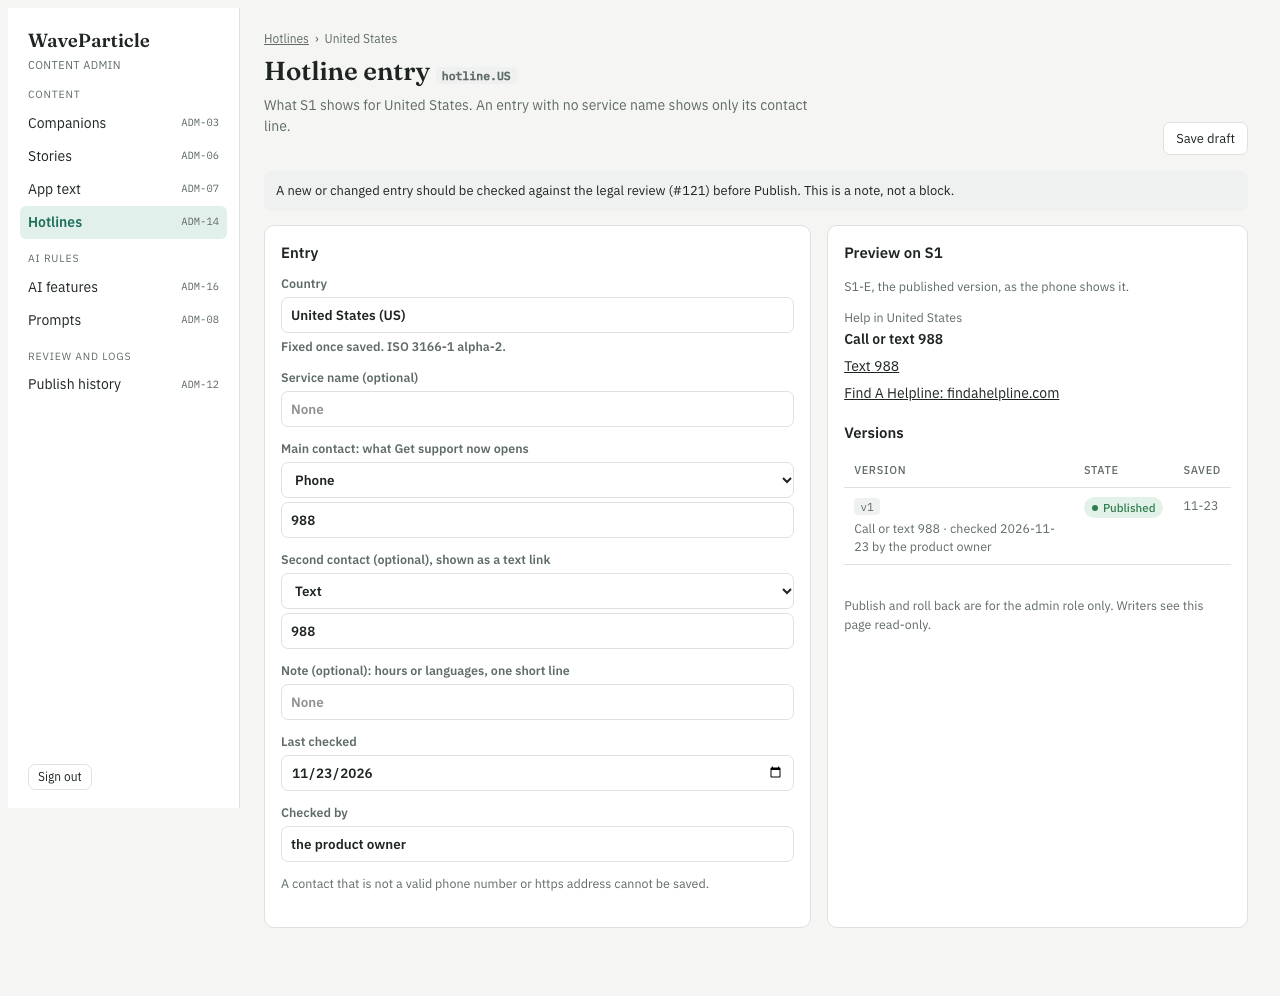 WaveParticle
CONTENT ADMIN
CONTENT
Companions ADM-03
Stories ADM-06
App text ADM-07
Hotlines ADM-14
AI RULES
AI features ADM-16
Prompts ADM-08
REVIEW AND LOGS
Publish history ADM-12
Sign out
Hotlines › United States
Hotline entry hotline.US
What S1 shows for United States. An entry with no service name shows only its contact
line.
Save draft
A new or changed entry should be checked against the legal review (#121) before Publish. This is a note, not a block.
Entry
Country
United States (US)
Fixed once saved. ISO 3166-1 alpha-2.
Service name (optional)
None
Main contact: what Get support now opens
Phone
988
Second contact (optional), shown as a text link
Text
988
Note (optional): hours or languages, one short line
None
Last checked
11/23/2026
Checked by
the product owner
A contact that is not a valid phone number or https address cannot be saved.
Preview on S1
S1-E, the published version, as the phone shows it.
Help in United States
Call or text 988
Text 988
Find A Helpline: findahelpline.com
Versions
VERSION STATE SAVED
v1 Published 11-23
Call or text 988 · checked 2026-11-
23 by the product owner
Publish and roll back are for the admin role only. Writers see this
page read-only.